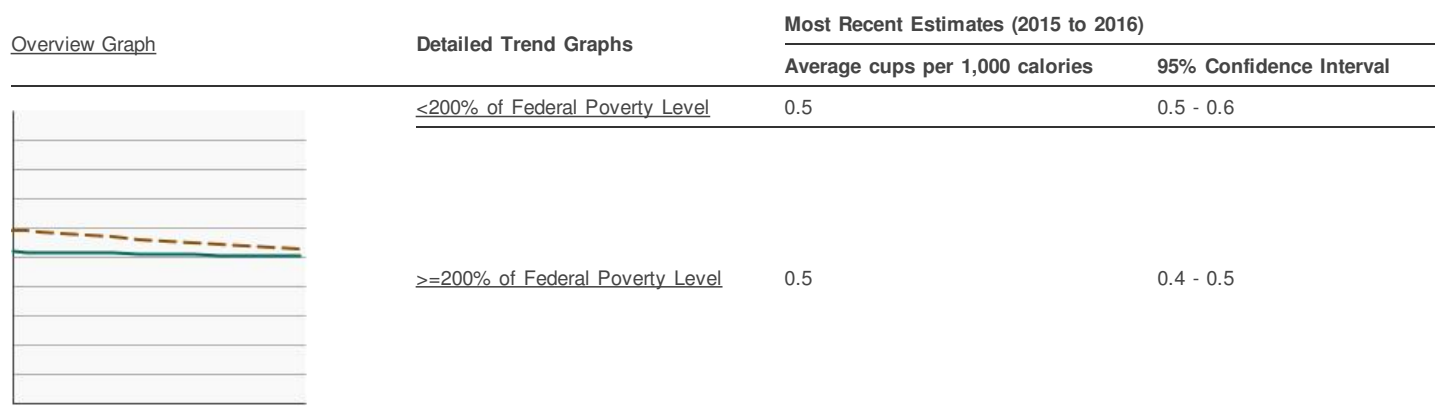 Overview Graph
Detailed Trend Graphs
Most Recent Estimates (2015 to 2016)
Average cups per 1,000 calories
95% Confidence Interval
<200% of Federal Poverty Level 0.5 0.5 - 0.6
>=200% of Federal Poverty Level 0.5 0.4 - 0.5